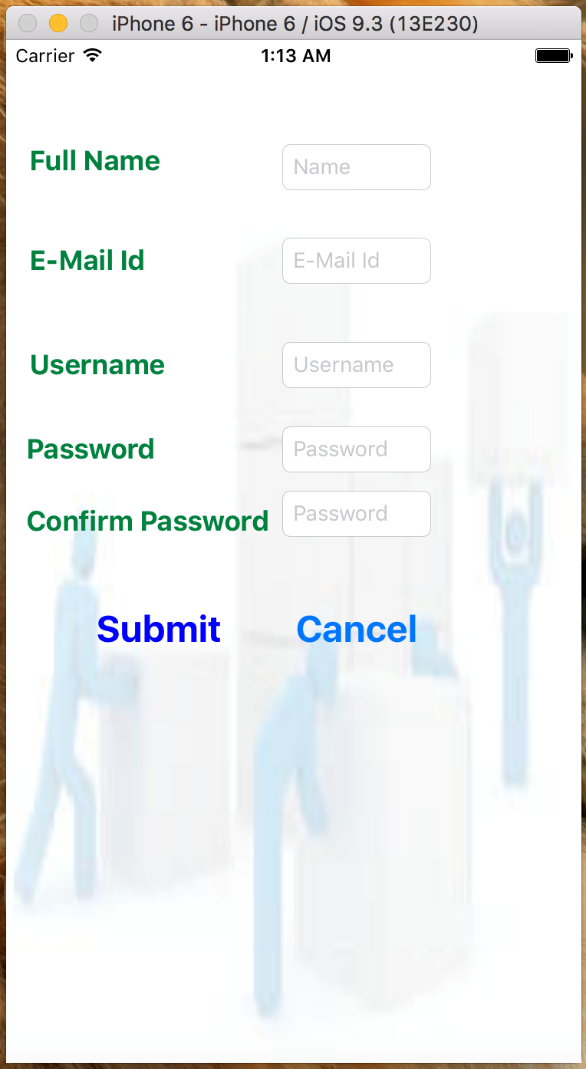 iPhone 6 - iPhone 6 / iOS 9.3 (13E230)
Carrier 1:13 AM
Full Name Name
E-Mail Id E-Mail Id
Username Username
Password Password
Confirm Password Password
Submit Cancel